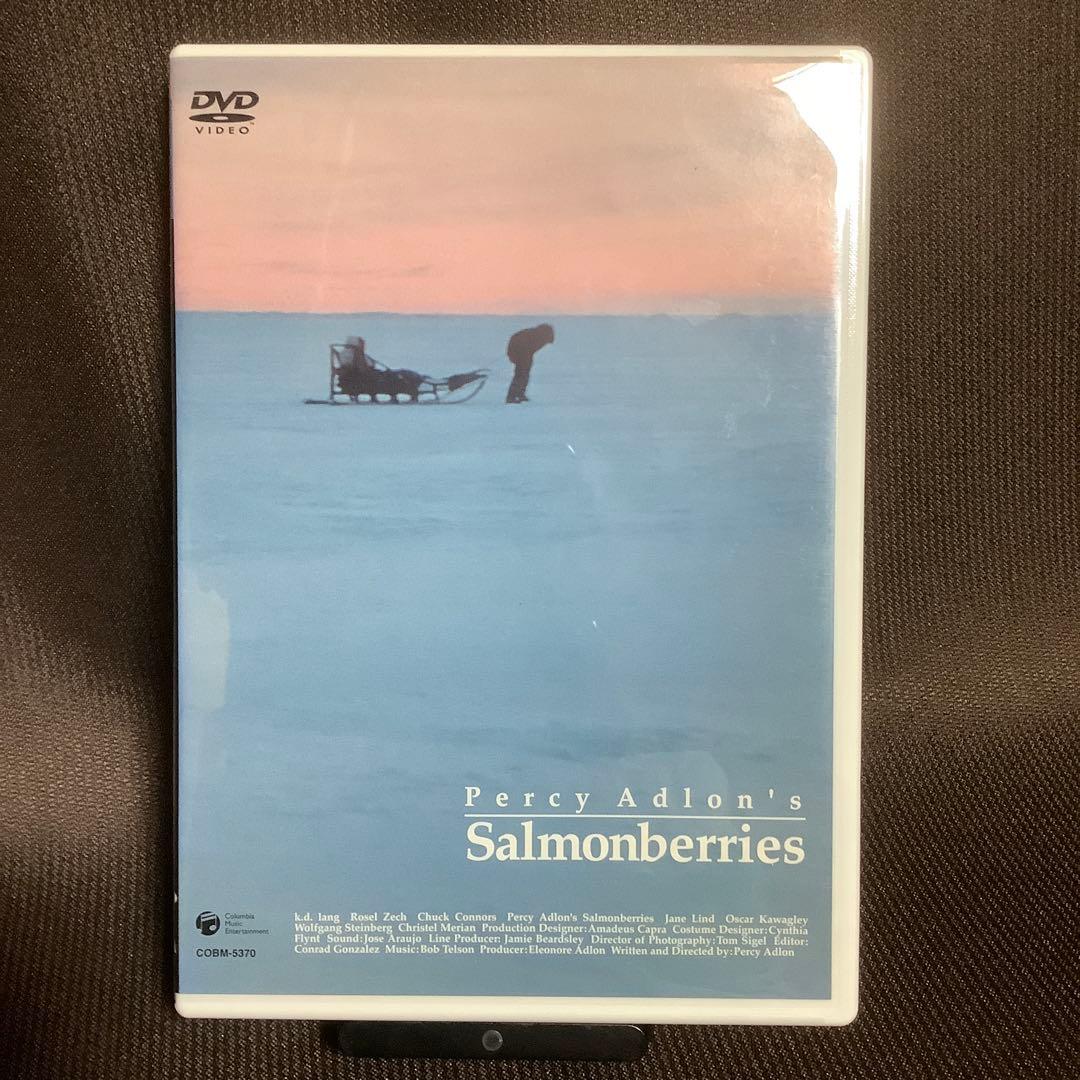 DVD
VIDEO
Percy Adlon's
Salmonberries
Columbia
Music
Entertainment
COBM-5370
k.d. lang Rosel Zech Chuck Connors Percy Adlon's Salmonberries Jane Lind Oscar Kawagley
Wolfgang Steinberg Christel Merian Production Designer:Amadeus Capra Costume Designer:Cynthia
Flynt Sound:Jose Araujo Line Producer: Jamie Beardsley Director of Photography:Tom Sigel Editor:
Conrad Gonzalez Music:Bob Telson Producer:Eleonore Adlon Written and Directed by:Percy Adlon